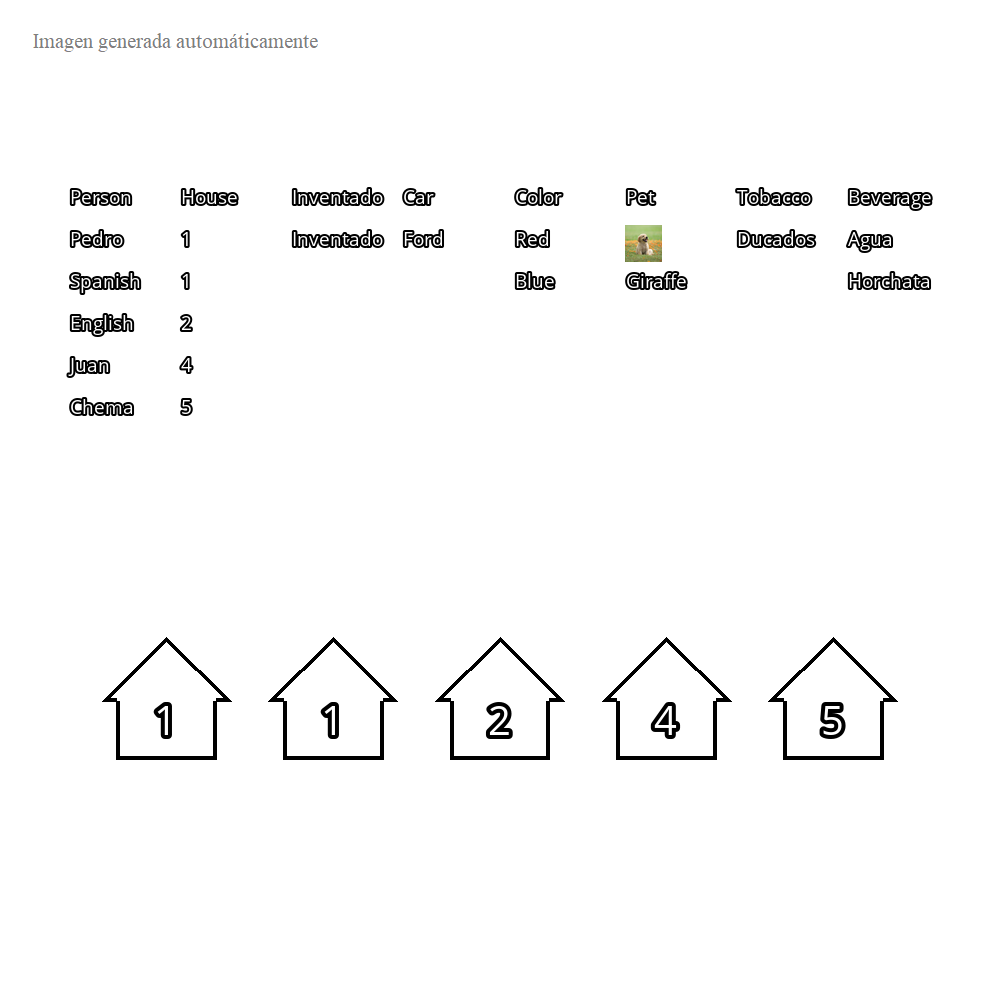 Imagen generada automáticamente
Person House Inventado Car Color Pet Tobacco Beverage
Pedro 1 Inventado Ford Red Ducados Agua
Spanish 1 Blue Giraffe Horchata
English 2
Juan 4
Chema 5
1 1 2 4 5